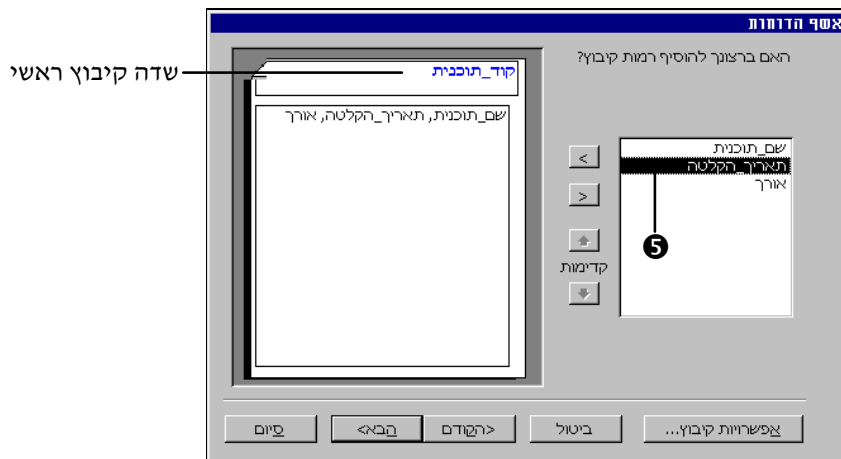 אשף הדוחות
האם ברצונך להוסיף רמות קיבוץ?
שדה קיבוץ ראשי
קוד_תוכנית
שם_תוכנית, תאריך_הקלטה, אורך
שם_תוכנית
תאריך_הקלטה
אורך
>
<
קדימות
5
אפשרויות קיבוץ...
ביטול
<הקודם
הבא>
סיום